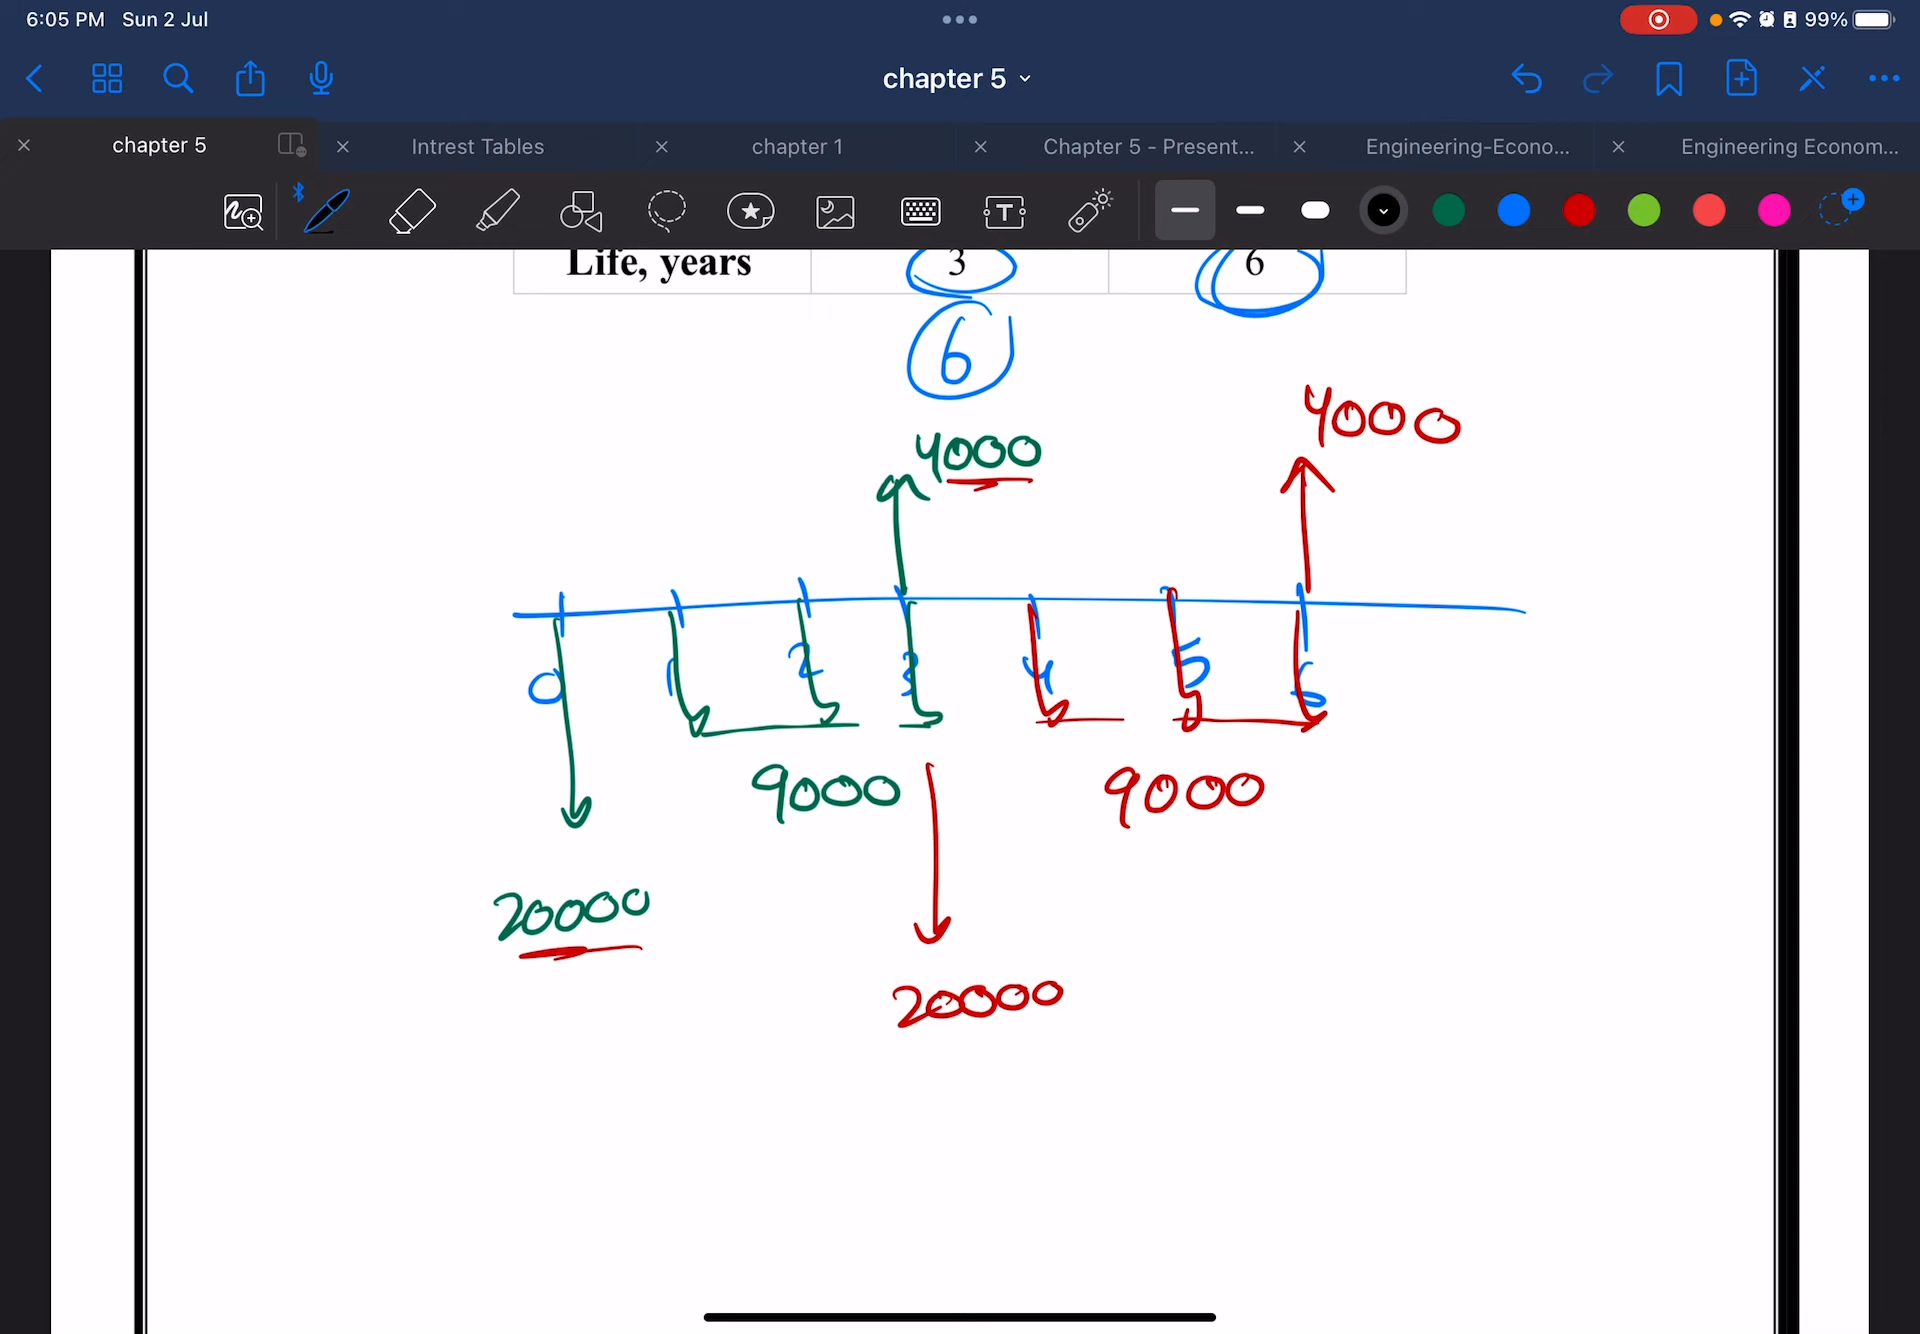 6:05 PM Sun 2 Jul 99%
chapter 5
chapter 5 Intrest Tables chapter 1 Chapter 5 - Present... Engineering-Econo... Engineering Econom...
T
Life, years 3 6
6
4000
4000
0 1 2 3 4 5 6
9000 9000
20000
20000